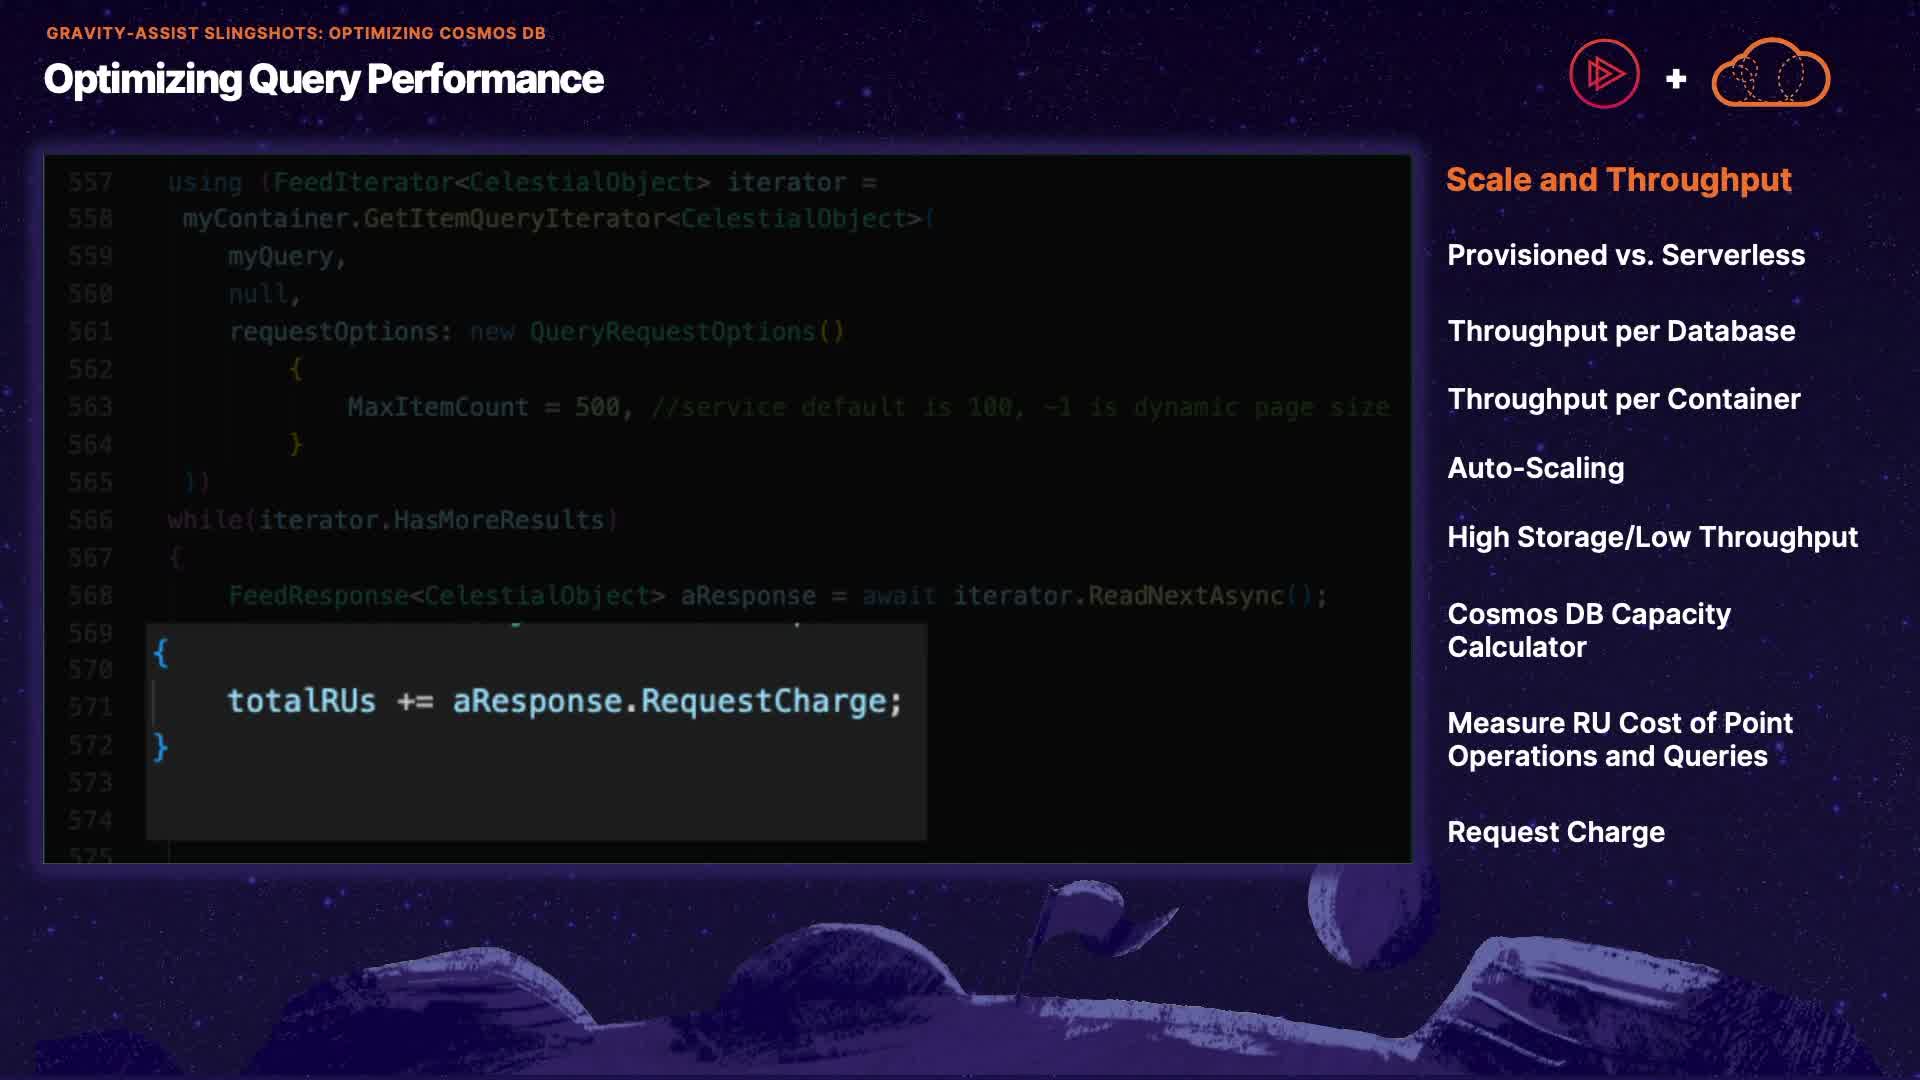 GRAVITY-ASSIST SLINGSHOTS: OPTIMIZING COSMOS DB
Optimizing Query Performance
557 using (FeedIterator<CelestialObject> iterator =
558 myContainer.GetItemQueryIterator<CelestialObject>(
559 myQuery,
560 null,
561 requestOptions: new QueryRequestOptions()
562 {
563 MaxItemCount = 500, //service default is 100, -1 is dynamic page size
564 }
565 ))
566 while(iterator.HasMoreResults)
567 {
568 FeedResponse<CelestialObject> aResponse = await iterator.ReadNextAsync();
569 {
570
571 totalRUs += aResponse.RequestCharge;
572 }
573
574
575
Scale and Throughput
Provisioned vs. Serverless
Throughput per Database
Throughput per Container
Auto-Scaling
High Storage/Low Throughput
Cosmos DB Capacity
Calculator
Measure RU Cost of Point
Operations and Queries
Request Charge